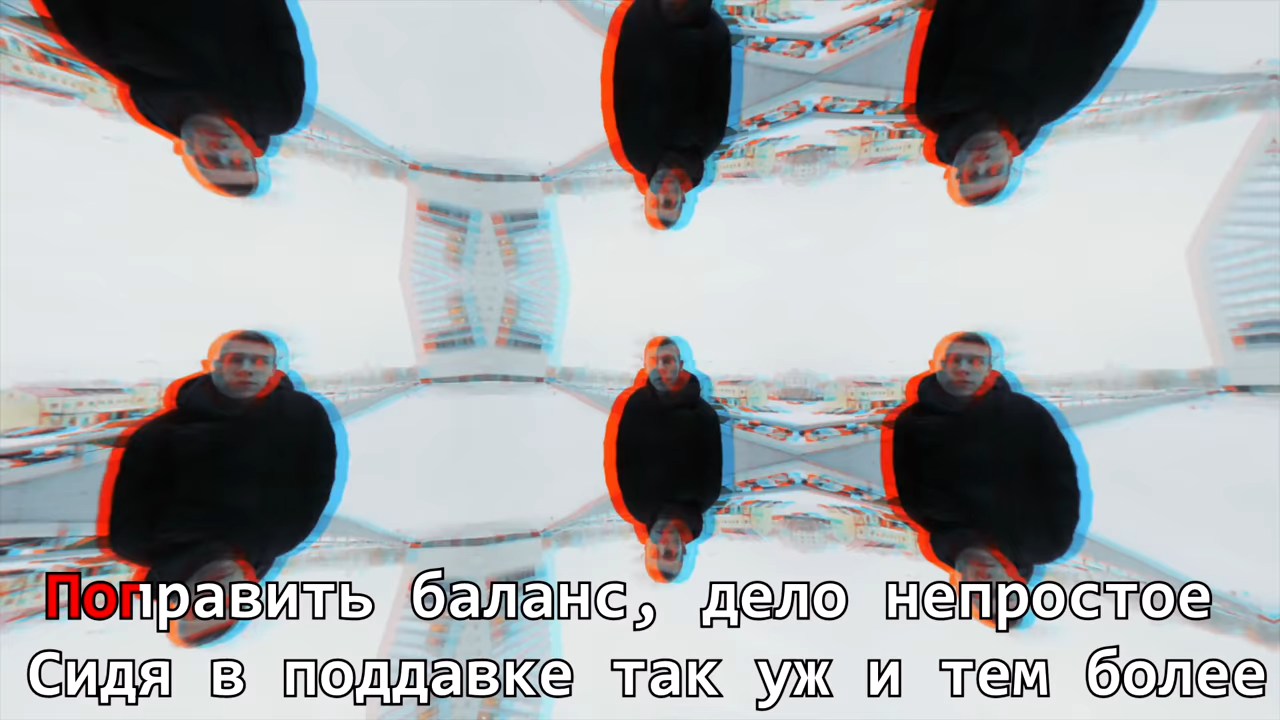 Поправить баланс, дело непростое
Сидя в поддавке так уж и тем более